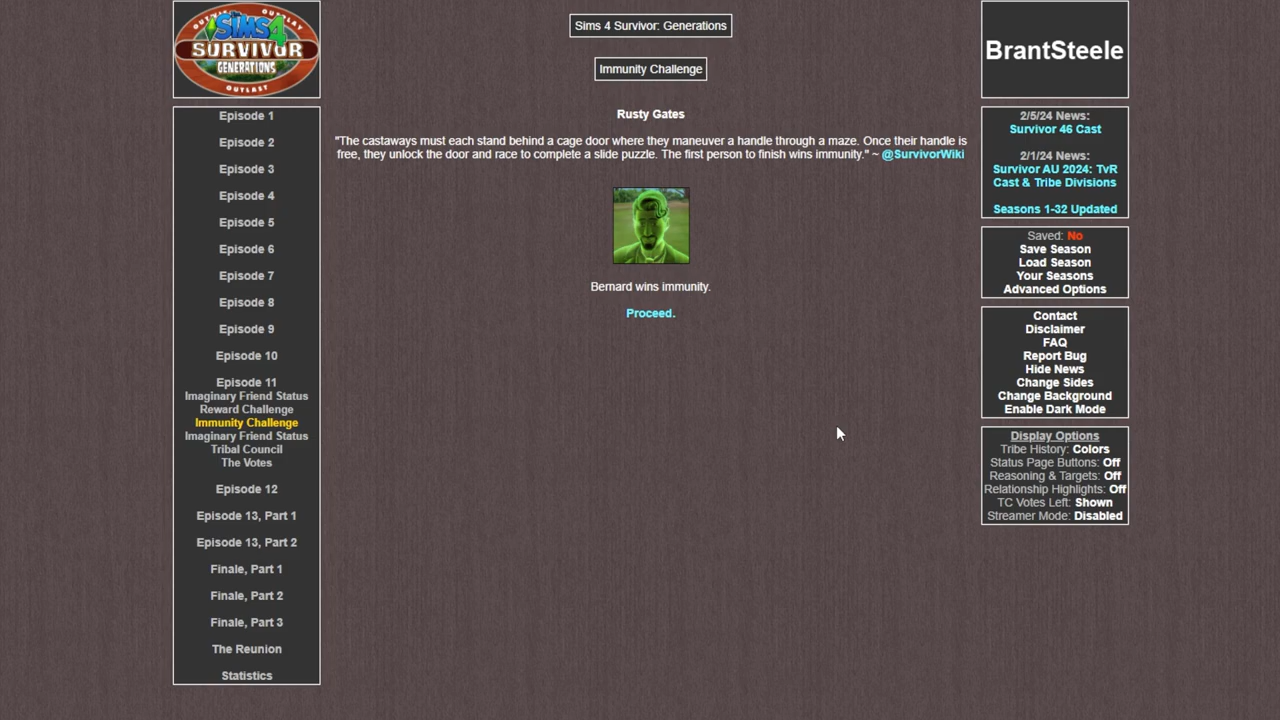 OUTWIT OUTPLAY
THE SIMS 4
SURVIVOR
GENERATIONS
OUTLAST
Episode 1
Episode 2
Episode 3
Episode 4
Episode 5
Episode 6
Episode 7
Episode 8
Episode 9
Episode 10
Episode 11
Imaginary Friend Status
Reward Challenge
Immunity Challenge
Imaginary Friend Status
Tribal Council
The Votes
Episode 12
Episode 13, Part 1
Episode 13, Part 2
Finale, Part 1
Finale, Part 2
Finale, Part 3
The Reunion
Statistics
Sims 4 Survivor: Generations
Immunity Challenge
Rusty Gates
"The castaways must each stand behind a cage door where they maneuver a handle through a maze. Once their handle is
free, they unlock the door and race to complete a slide puzzle. The first person to finish wins immunity." ~ @SurvivorWiki
Bernard wins immunity.
Proceed.
BrantSteele
2/5/24 News:
Survivor 46 Cast
2/1/24 News:
Survivor AU 2024: TvR
Cast & Tribe Divisions
Seasons 1-32 Updated
Saved: No
Save Season
Load Season
Your Seasons
Advanced Options
Contact
Disclaimer
FAQ
Report Bug
Hide News
Change Sides
Change Background
Enable Dark Mode
Display Options
Tribe History: Colors
Status Page Buttons: Off
Reasoning & Targets: Off
Relationship Highlights: Off
TC Votes Left: Shown
Streamer Mode: Disabled